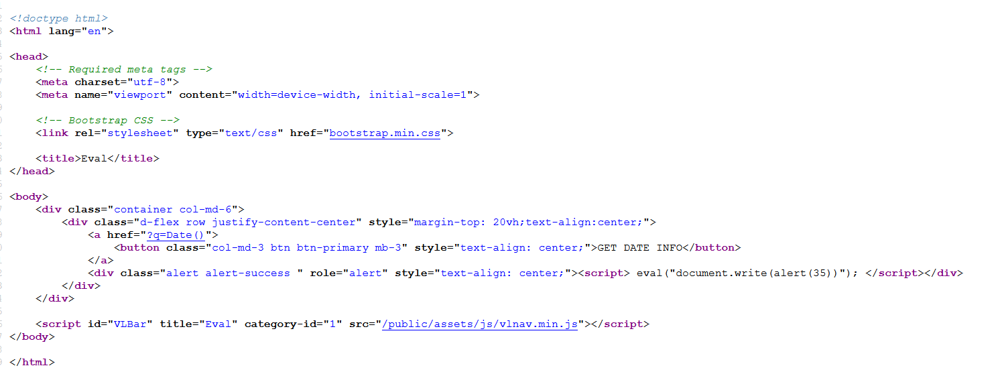 <!doctype html>
<html lang="en">
<head>
<!-- Required meta tags -->
<meta charset="utf-8">
<meta name="viewport" content="width=device-width, initial-scale=1">
<!-- Bootstrap CSS -->
<link rel="stylesheet" type="text/css" href="bootstrap.min.css">
<title>Eval</title>
</head>
<body>
<div class="container col-md-6">
<div class="d-flex row justify-content-center" style="margin-top: 20vh;text-align:center;">
<a href="?q=Date()">
<button class="col-md-3 btn btn-primary mb-3" style="text-align: center;">GET DATE INFO</button>
</a>
<div class="alert alert-success " role="alert" style="text-align: center;"><script> eval("document.write(alert(35))"); </script></div>
</div>
</div>
<script id="VLBar" title="Eval" category-id="1" src="/public/assets/js/vlnav.min.js"></script>
</body>
</html>